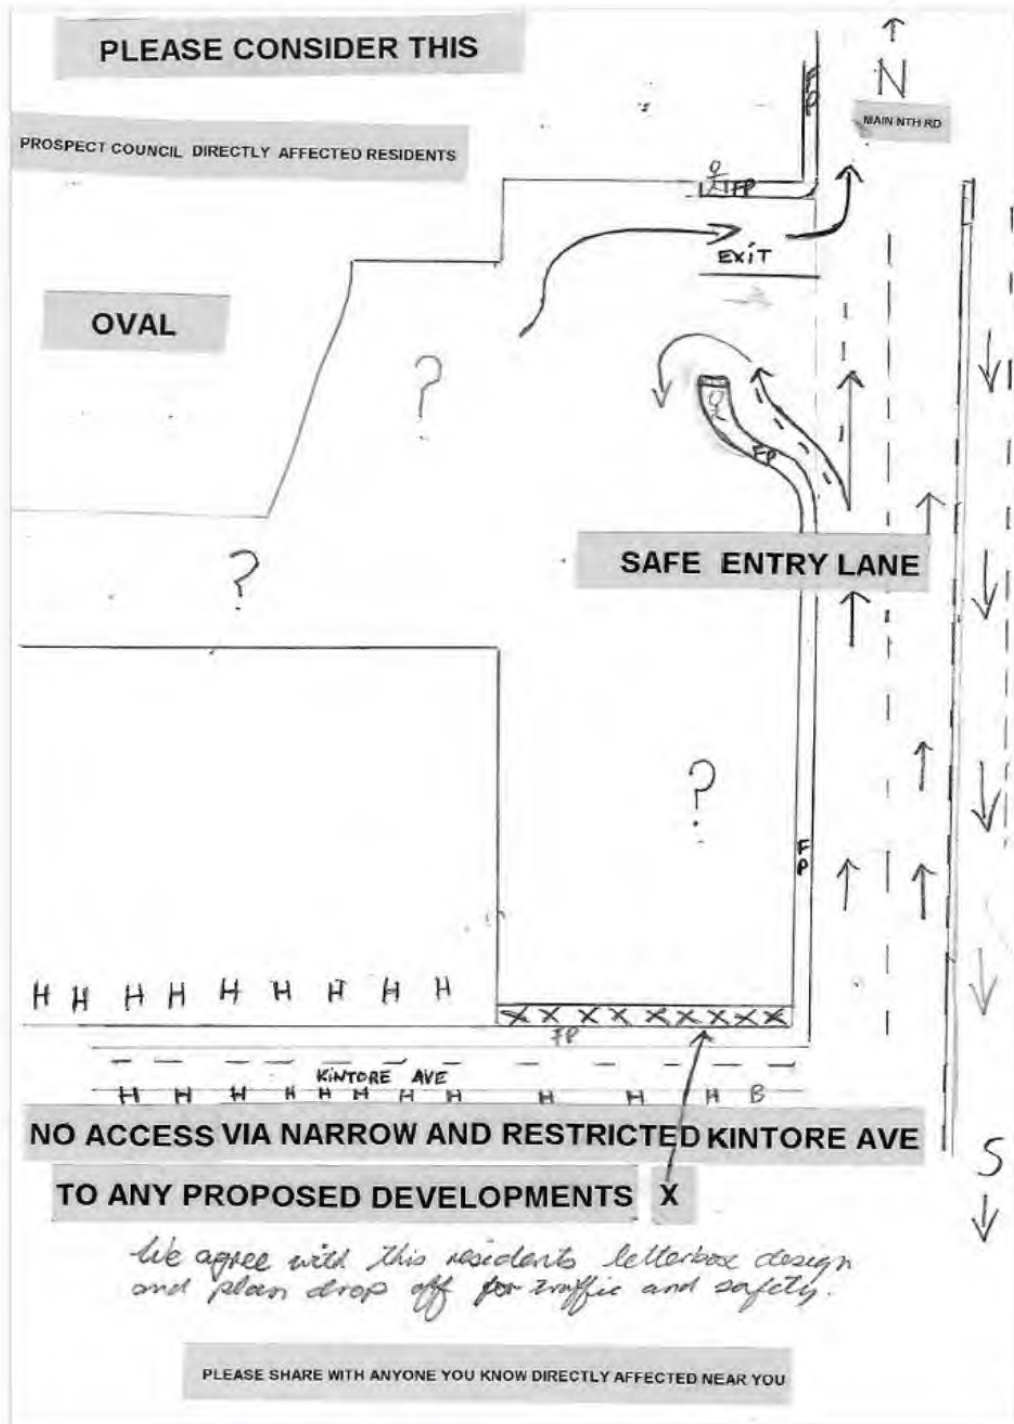 PLEASE CONSIDER THIS
N
MAIN NTH RD
PROSPECT COUNCIL DIRECTLY AFFECTED RESIDENTS
FP
FP
EXIT
OVAL
?
FP
SAFE ENTRY LANE
?
?
FP
H H H H H H H H H
X X X X X X X X X
FP
KINTORE AVE
H H H H H H H H H H H B
NO ACCESS VIA NARROW AND RESTRICTED KINTORE AVE
S
TO ANY PROPOSED DEVELOPMENTS X
We agree with this residents letterbox design
and plan drop off for traffic and safety.
PLEASE SHARE WITH ANYONE YOU KNOW DIRECTLY AFFECTED NEAR YOU